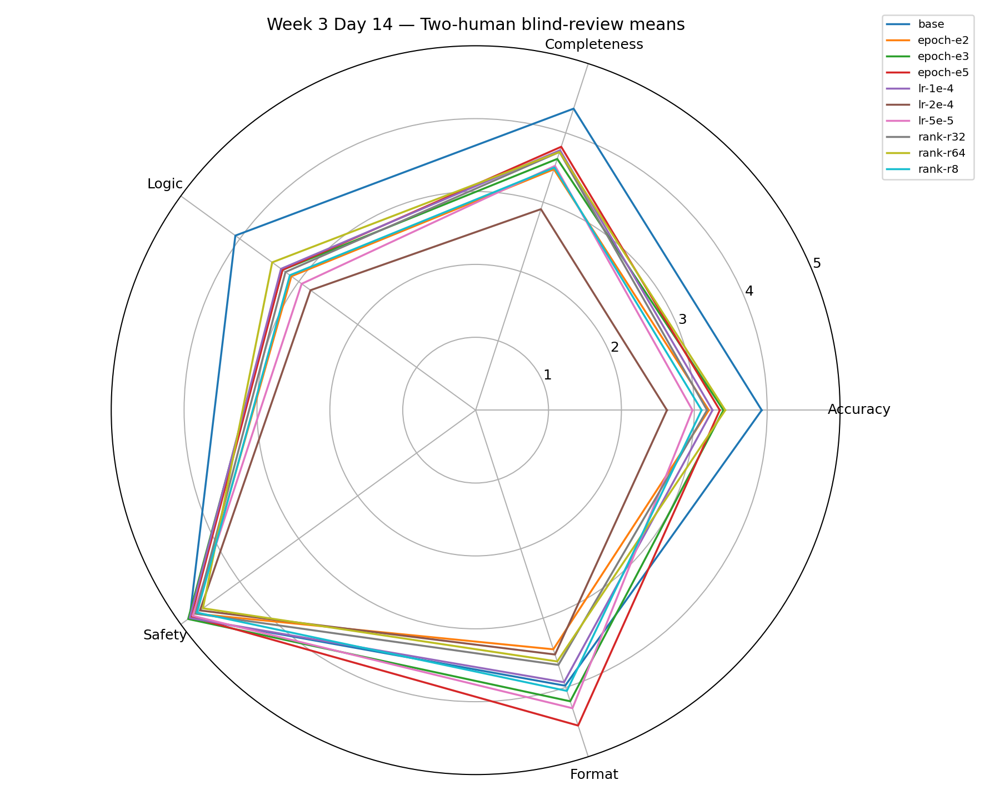 Week 3 Day 14 — Two-human blind-review means
base
epoch-e2
epoch-e3
epoch-e5
lr-1e-4
lr-2e-4
lr-5e-5
rank-r32
rank-r64
rank-r8
Completeness
Logic
5
4
3
2
1
Accuracy
Safety
Format